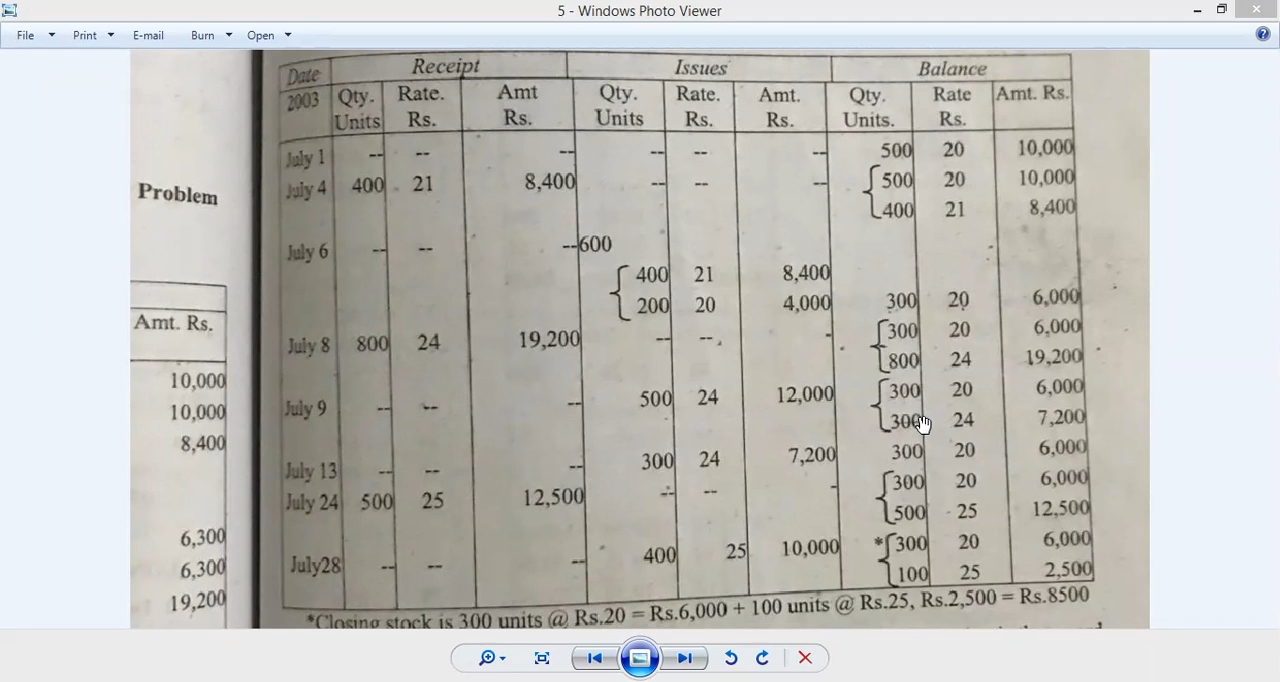 5 - Windows Photo Viewer
File Print E-mail Burn Open
Problem
Amt. Rs.
10,000
10,000
8,400
6,300
6,300
19,200
Date Receipt Issues Balance
2003 Qty. Units Rate. Rs. Amt Rs. Qty. Units Rate. Rs. Amt. Rs. Qty. Units. Rate Rs. Amt. Rs.
July 1 -- -- -- -- -- -- 500 20 10,000
July 4 400 21 8,400 -- -- -- 500 20 10,000
400 21 8,400
July 6 -- -- -- 600
400 21 8,400
200 20 4,000 300 20 6,000
July 8 800 24 19,200 -- -- - 300 20 6,000
800 24 19,200
July 9 -- -- -- 500 24 12,000 300 20 6,000
300 24 7,200
July 13 -- -- -- 300 24 7,200 300 20 6,000
July 24 500 25 12,500 -- -- - 300 20 6,000
500 25 12,500
July28 -- -- -- 400 25 10,000 *300 20 6,000
100 25 2,500
*Closing stock is 300 units @ Rs.20 = Rs.6,000 + 100 units @ Rs.25, Rs.2,500 = Rs.8500